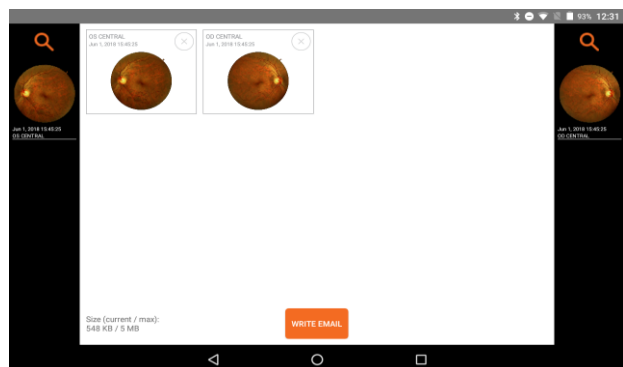 93% 12:31
OS CENTRAL
Jun 1, 2018 15:45:25
OD CENTRAL
Jun 1, 2018 15:45:25
Jun 1, 2018 15:45:25
OS CENTRAL
Jun 1, 2018 15:45:25
OD CENTRAL
Size (current / max):
548 KB / 5 MB
WRITE EMAIL